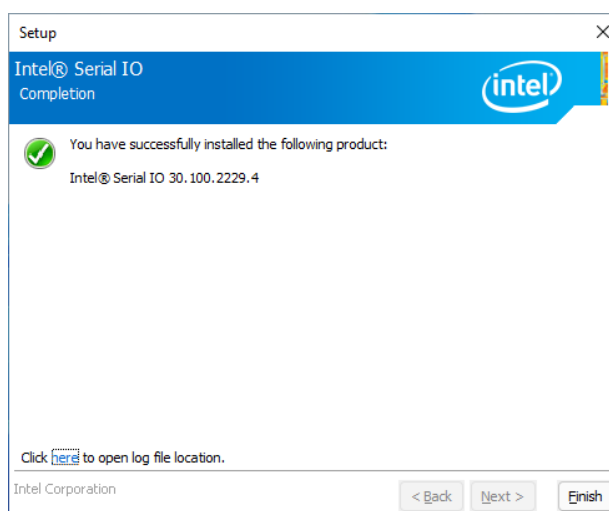 Setup
Intel® Serial IO
Completion
intel
You have successfully installed the following product:
Intel® Serial IO 30.100.2229.4
Click here to open log file location.
Intel Corporation
< Back Next > Finish